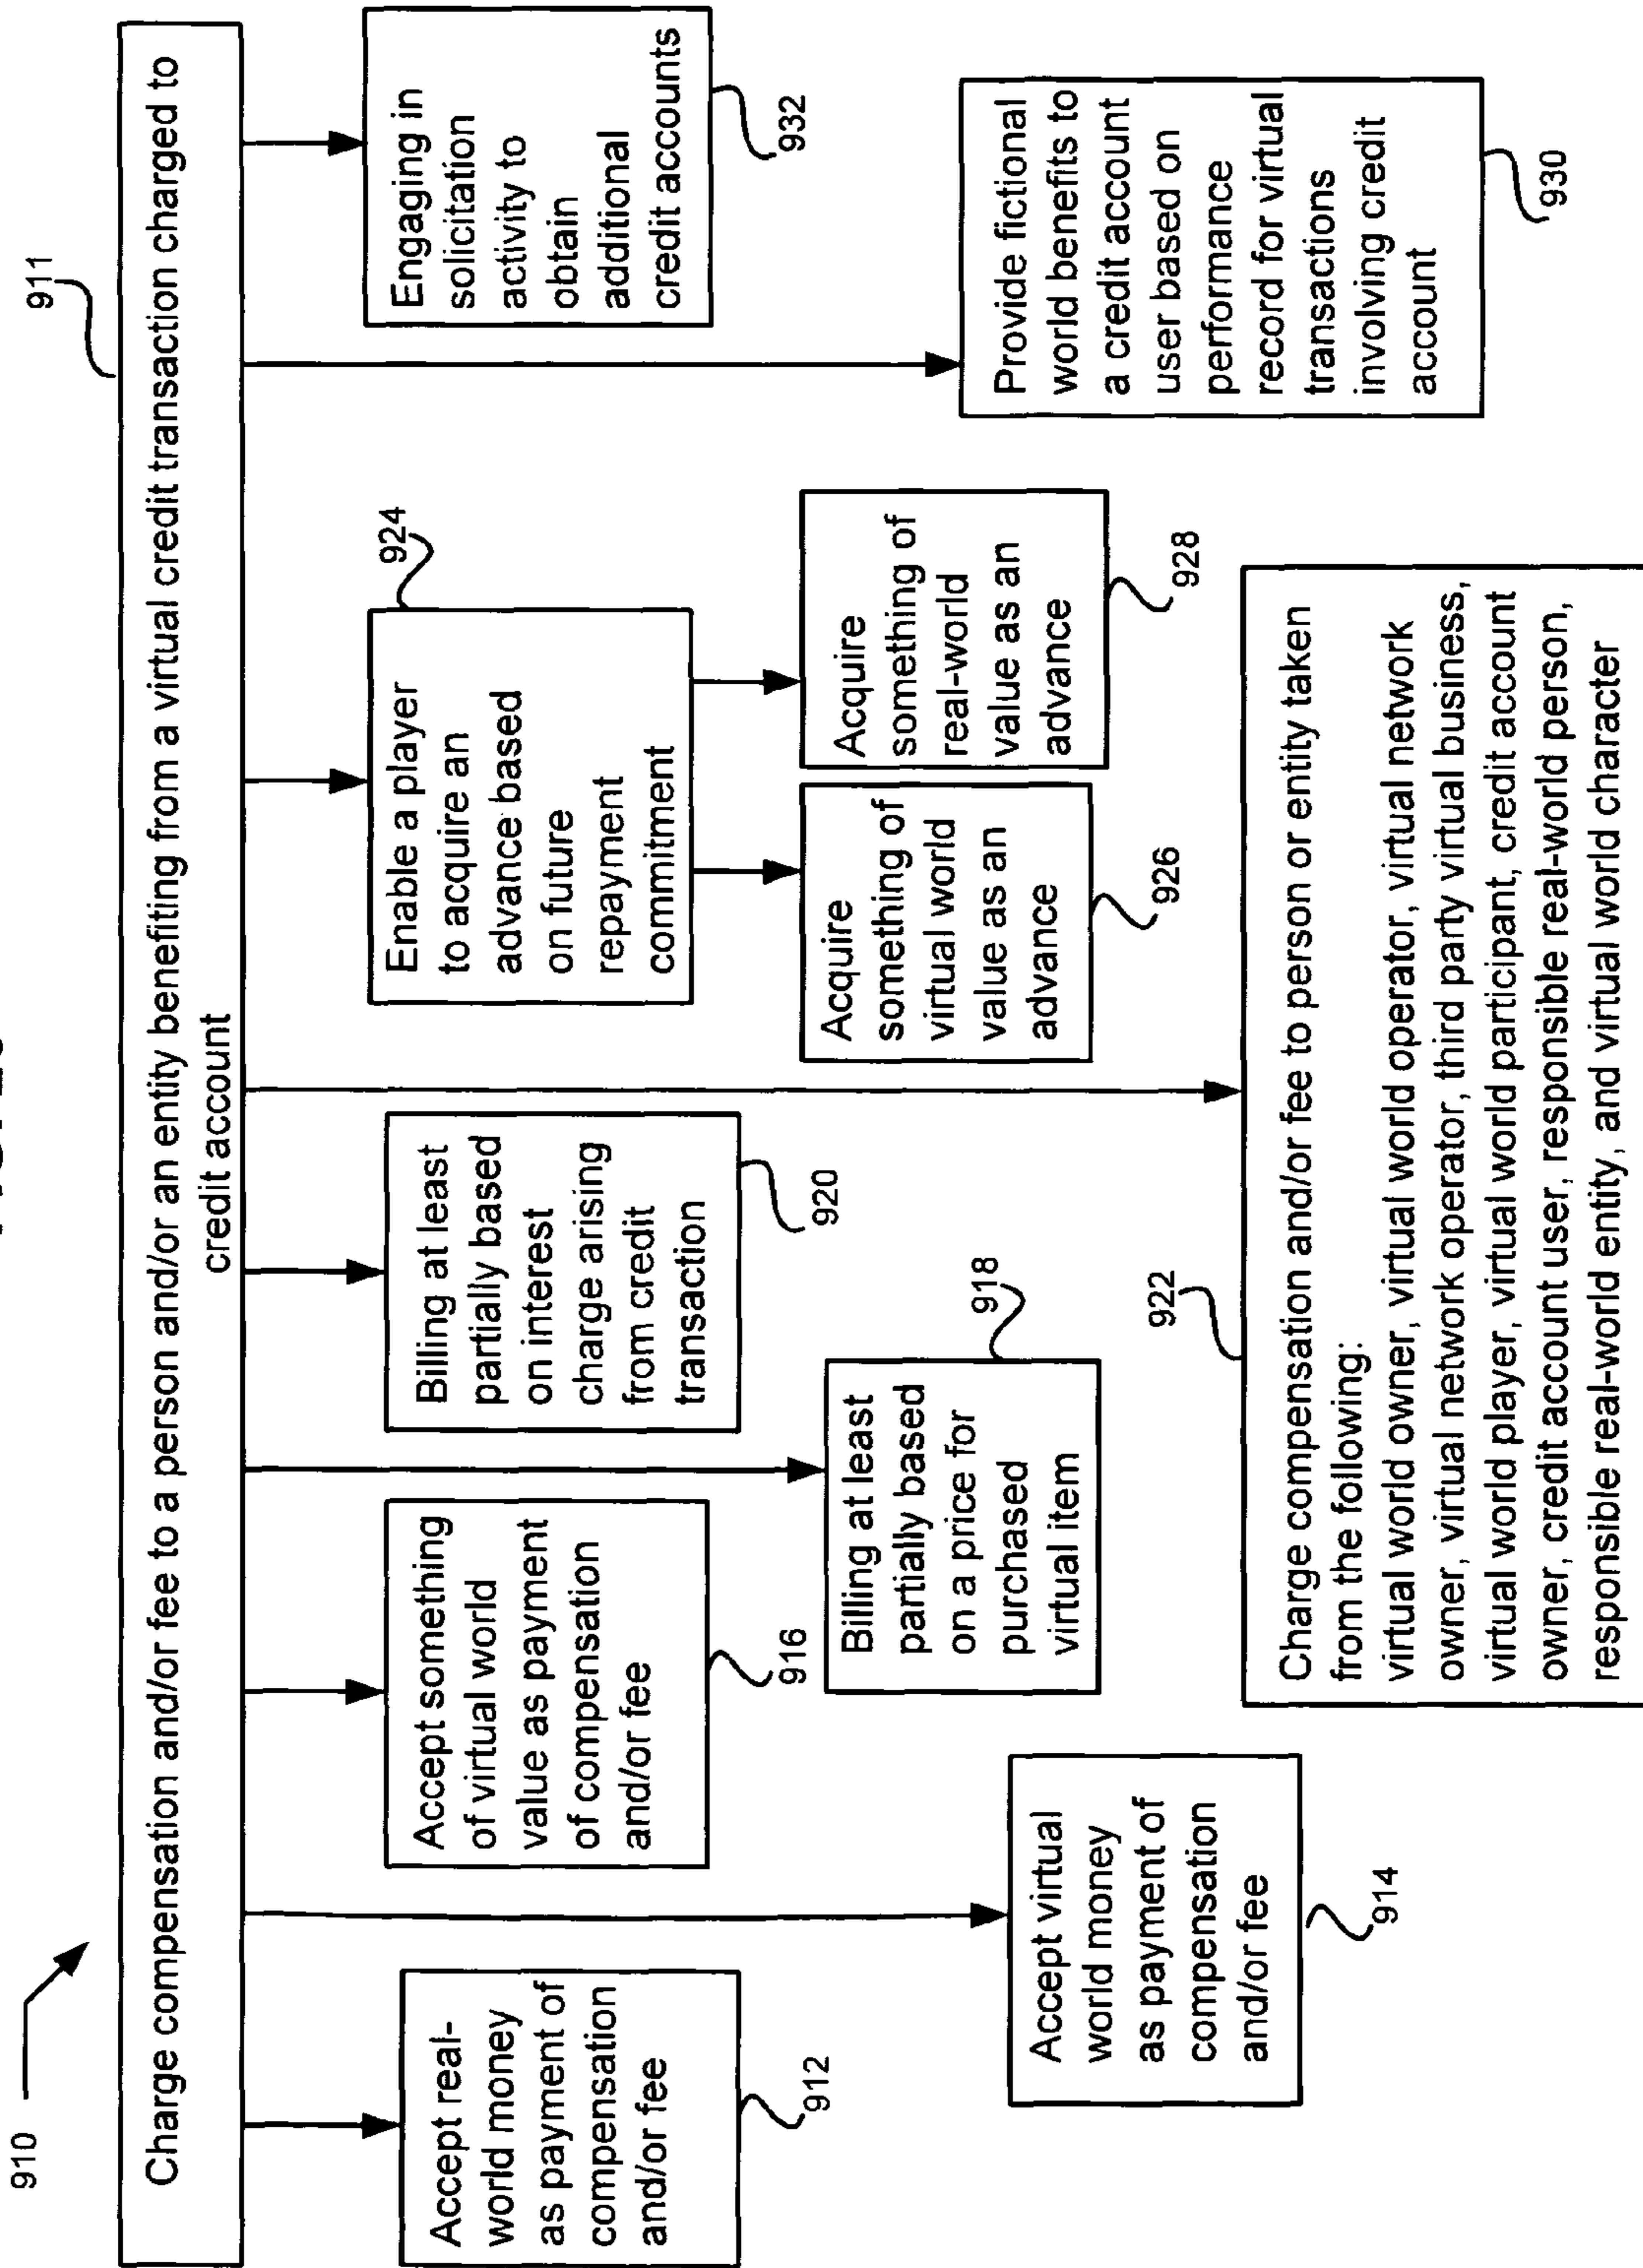 910
911
Charge compensation and/or fee to a person and/or an entity benefiting from a virtual credit transaction charged to
credit account
Accept real-
world money
as payment of
compensation
and/or fee
912
Accept virtual
world money
as payment of
compensation
and/or fee
914
Accept something
of virtual world
value as payment
of compensation
and/or fee
916
Billing at least
partially based
on a price for
purchased
virtual item
918
Billing at least
partially based
on interest
charge arising
from credit
transaction
920
922
Charge compensation and/or fee to person or entity taken
from the following:
virtual world owner, virtual world operator, virtual network
owner, virtual network operator, third party virtual business,
virtual world player, virtual world participant, credit account
owner, credit account user, responsible real-world person,
responsible real-world entity, and virtual world character
924
Enable a player
to acquire an
advance based
on future
repayment
commitment
Acquire
something of
virtual world
value as an
advance
926
Acquire
something of
real-world
value as an
advance
928
Provide fictional
world benefits to
a credit account
user based on
performance
record for virtual
transactions
involving credit
account
930
Engaging in
solicitation
activity to
obtain
additional
credit accounts
932